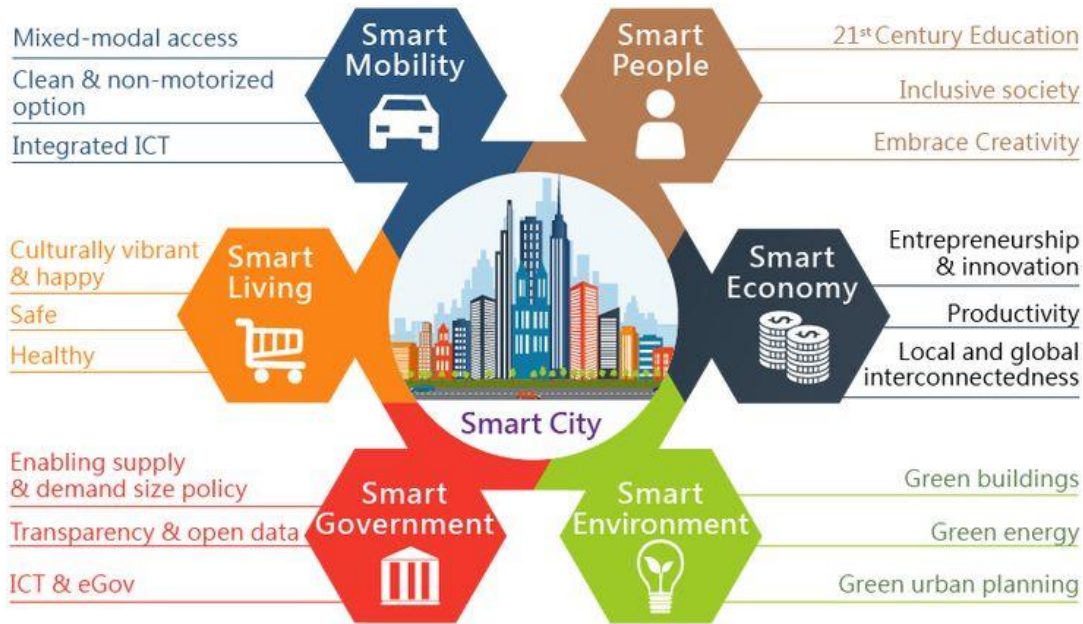 Mixed-modal access
Clean & non-motorized
option
Integrated ICT
Smart
Mobility
Smart
People
21st Century Education
Inclusive society
Embrace Creativity
Culturally vibrant
& happy
Safe
Healthy
Smart
Living
Smart City
Smart
Economy
Entrepreneurship
& innovation
Productivity
Local and global
interconnectedness
Enabling supply
& demand size policy
Transparency & open data
ICT & eGov
Smart
Government
Smart
Environment
Green buildings
Green energy
Green urban planning